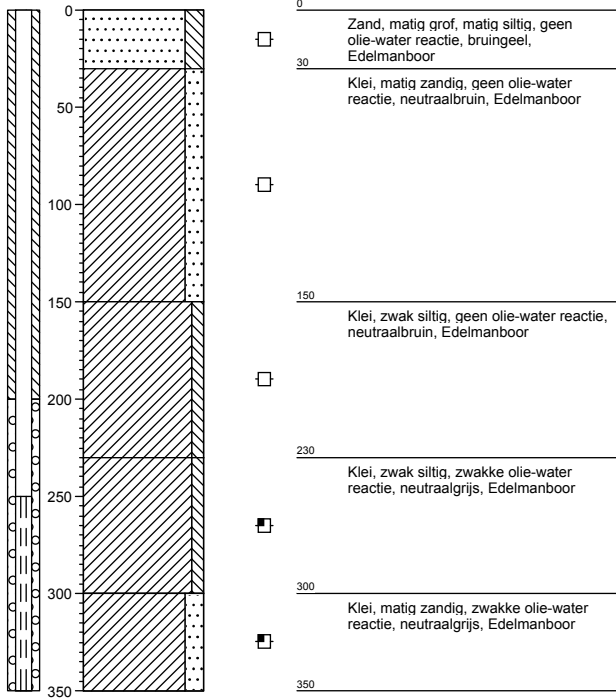 0
50
100
150
200
250
300
350
0
Zand, matig grof, matig siltig, geen
olie-water reactie, bruingeel,
Edelmanboor
30
Klei, matig zandig, geen olie-water
reactie, neutraalbruin, Edelmanboor
150
Klei, zwak siltig, geen olie-water reactie,
neutraalbruin, Edelmanboor
230
Klei, zwak siltig, zwakke olie-water
reactie, neutraalgrijs, Edelmanboor
300
Klei, matig zandig, zwakke olie-water
reactie, neutraalgrijs, Edelmanboor
350